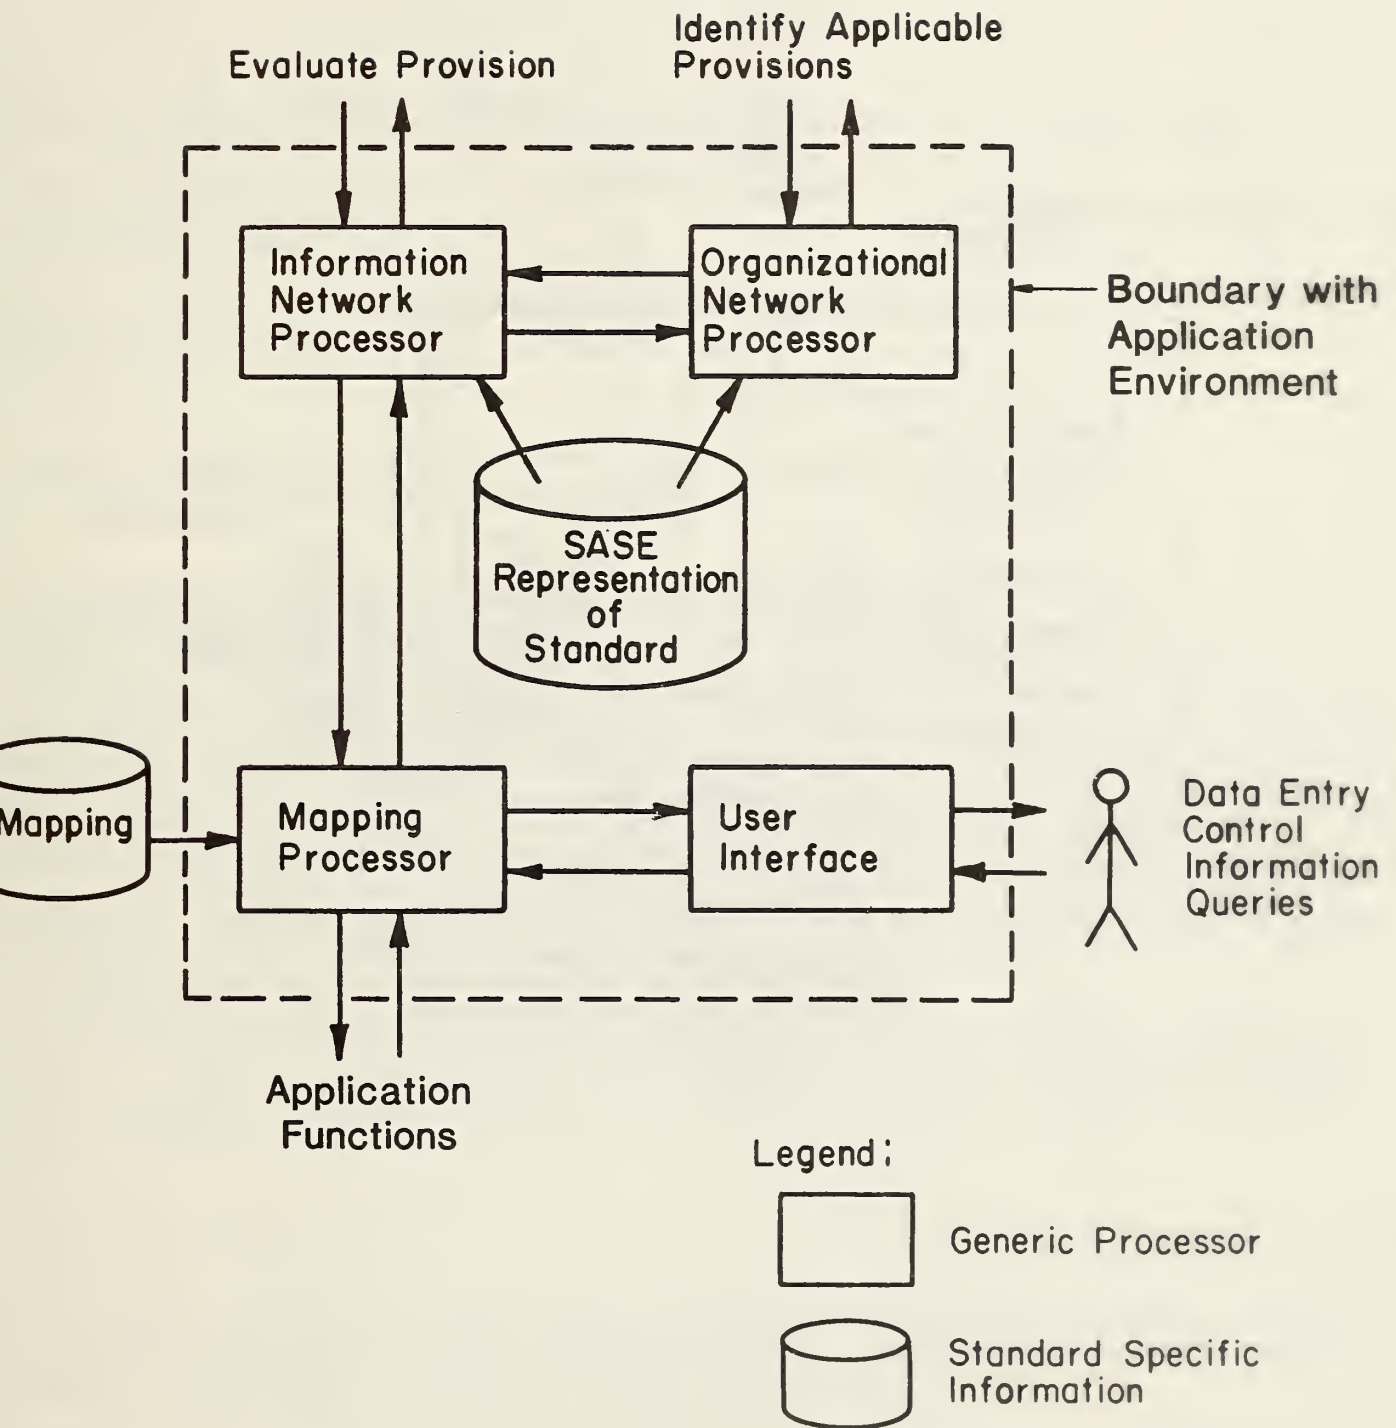 Evaluate Provision
Identify Applicable
Provisions
Information
Network
Processor
Organizational
Network
Processor
Boundary with
Application
Environment
SASE
Representation
of
Standard
Mapping
Mapping
Processor
User
Interface
Data Entry
Control
Information
Queries
Application
Functions
Legend:
Generic Processor
Standard Specific
Information